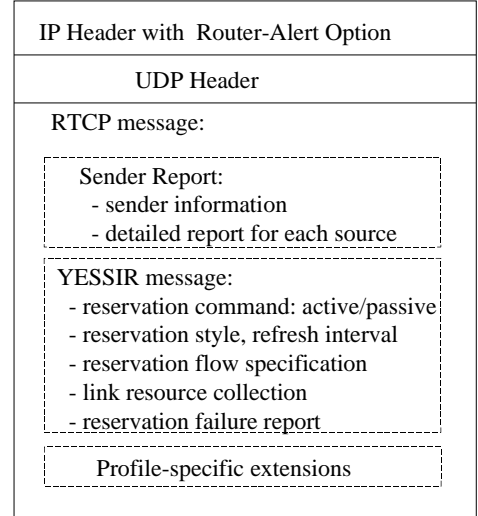 IP Header with Router-Alert Option
UDP Header
RTCP message:
Sender Report:
- sender information
- detailed report for each source
YESSIR message:
- reservation command: active/passive
- reservation style, refresh interval
- reservation flow specification
- link resource collection
- reservation failure report
Profile-specific extensions